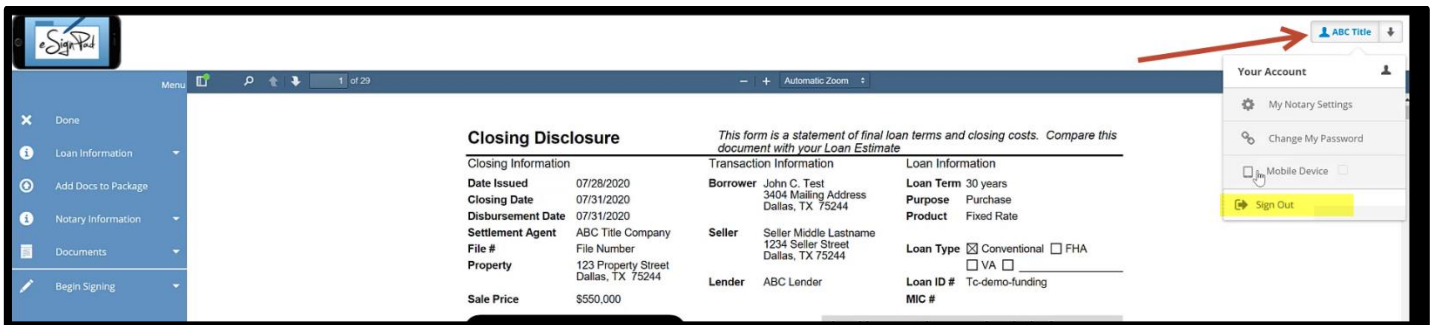 eSignPad
ABC Title
Your Account
My Notary Settings
Change My Password
Mobile Device
Sign Out
Menu
1 of 29
Automatic Zoom
Done
Loan Information
Add Docs to Package
Notary Information
Documents
Begin Signing
Closing Disclosure
This form is a statement of final loan terms and closing costs. Compare this
document with your Loan Estimate
Closing Information
Date Issued 07/28/2020
Closing Date 07/31/2020
Disbursement Date 07/31/2020
Settlement Agent ABC Title Company
File # File Number
Property 123 Property Street
Dallas, TX 75244
Sale Price $550,000
Transaction Information
Borrower John C. Test
3404 Mailing Address
Dallas, TX 75244
Seller Seller Middle Lastname
1234 Seller Street
Dallas, TX 75244
Lender ABC Lender
Loan Information
Loan Term 30 years
Purpose Purchase
Product Fixed Rate
Loan Type ☒ Conventional ☐ FHA
☐ VA ☐
Loan ID # Tc-demo-funding
MIC #